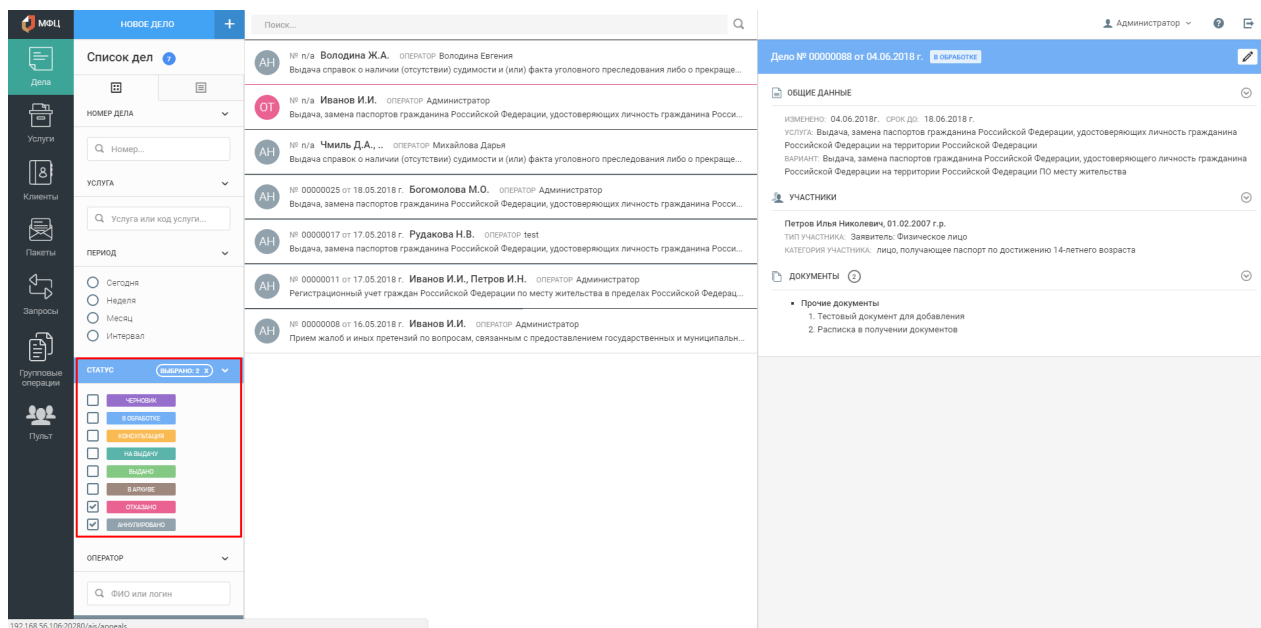 МФЦ
НОВОЕ ДЕЛО +
Поиск...
Администратор
Дела
Услуги
Клиенты
Пакеты
Запросы
Групповые
операции
Пульт
Список дел 7
НОМЕР ДЕЛА
Номер...
УСЛУГА
Услуга или код услуги...
ПЕРИОД
Сегодня
Неделя
Месяц
Интервал
СТАТУС ВЫБРАНО: 2 X
ЧЕРНОВИК
В ОБРАБОТКЕ
КОНСУЛЬТАЦИЯ
НА ВЫДАЧУ
ВЫДАНО
В АРХИВЕ
ОТКАЗАНО
АННУЛИРОВАНО
ОПЕРАТОР
ФИО или логин
192.168.56.106:20280/ais/appeals
АН № n/a Володина Ж.А. ОПЕРАТОР Володина Евгения
Выдача справок о наличии (отсутствии) судимости и (или) факта уголовного преследования либо о прекраще...
ОТ № n/a Иванов И.И. ОПЕРАТОР Администратор
Выдача, замена паспортов гражданина Российской Федерации, удостоверяющих личность гражданина Росси...
АН № n/a Чмиль Д.А., .. ОПЕРАТОР Михайлова Дарья
Выдача справок о наличии (отсутствии) судимости и (или) факта уголовного преследования либо о прекраще...
АН № 00000025 от 18.05.2018 г. Богомолова М.О. ОПЕРАТОР Администратор
Выдача, замена паспортов гражданина Российской Федерации, удостоверяющих личность гражданина Росси...
АН № 00000017 от 17.05.2018 г. Рудакова Н.В. ОПЕРАТОР test
Выдача, замена паспортов гражданина Российской Федерации, удостоверяющих личность гражданина Росси...
АН № 00000011 от 17.05.2018 г. Иванов И.И., Петров И.Н. ОПЕРАТОР Администратор
Регистрационный учет граждан Российской Федерации по месту жительства в пределах Российской Федерац...
АН № 00000008 от 16.05.2018 г. Иванов И.И. ОПЕРАТОР Администратор
Прием жалоб и иных претензий по вопросам, связанным с предоставлением государственных и муниципальн...
Дело № 00000088 от 04.06.2018 г. В ОБРАБОТКЕ
ОБЩИЕ ДАННЫЕ
ИЗМЕНЕНО: 04.06.2018г. СРОК ДО: 18.06.2018 г.
УСЛУГА: Выдача, замена паспортов гражданина Российской Федерации, удостоверяющих личность гражданина
Российской Федерации на территории Российской Федерации
ВАРИАНТ: Выдача, замена паспортов гражданина Российской Федерации, удостоверяющего личность гражданина
Российской Федерации на территории Российской Федерации ПО месту жительства
УЧАСТНИКИ
Петров Илья Николевич, 01.02.2007 г.р.
ТИП УЧАСТНИКА: Заявитель: Физическое лицо
КАТЕГОРИЯ УЧАСТНИКА: лицо, получающее паспорт по достижению 14-летнего возраста
ДОКУМЕНТЫ 2
▪ Прочие документы
1. Тестовый документ для добавления
2. Расписка в получении документов